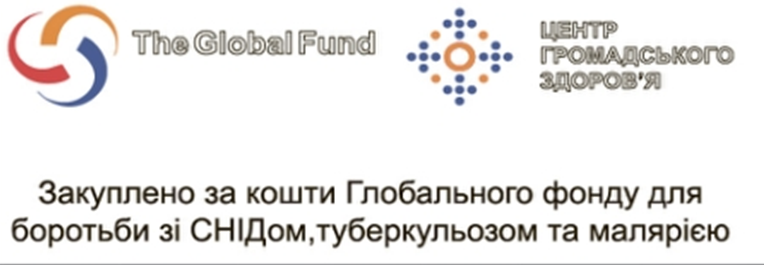 The Global Fund
ЦЕНТР
ГРОМАДСЬКОГО
ЗДОРОВ'Я
Закуплено за кошти Глобального фонду для
боротьби зі СНІДом,туберкульозом та малярією